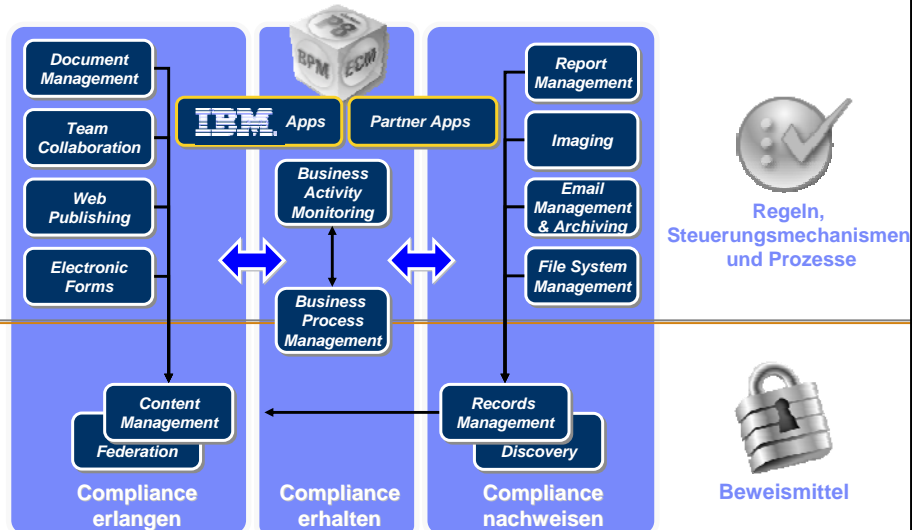 P8
BPM
ECM
Document
Management
Team
Collaboration
Web
Publishing
Electronic
Forms
Content
Management
Federation
Compliance
erlangen
IBM. Apps
Partner Apps
Business
Activity
Monitoring
Business
Process
Management
Compliance
erhalten
Report
Management
Imaging
Email
Management
& Archiving
File System
Management
Records
Management
Discovery
Compliance
nachweisen
Regeln,
Steuerungsmechanismen
und Prozesse
Beweismittel